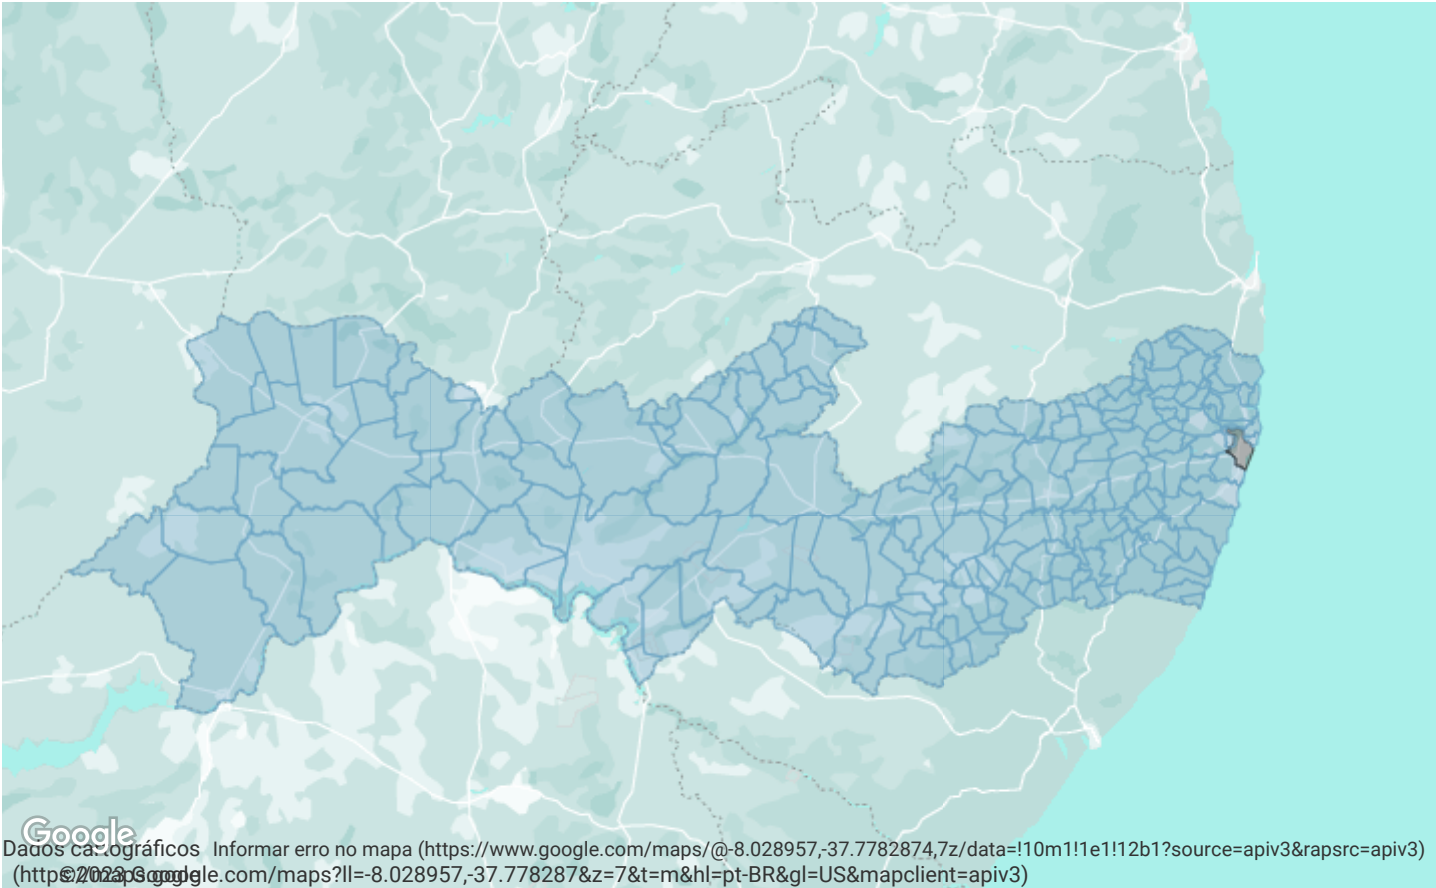 Google
Dados cartográficos Informar erro no mapa (https://www.google.com/maps/@-8.028957,-37.7782874,7z/data=!10m1!1e1!12b1?source=apiv3&rapsrc=apiv3)
©2023 Google
(https://maps.google.com/maps?ll=-8.028957,-37.778287&z=7&t=m&hl=pt-BR&gl=US&mapclient=apiv3)